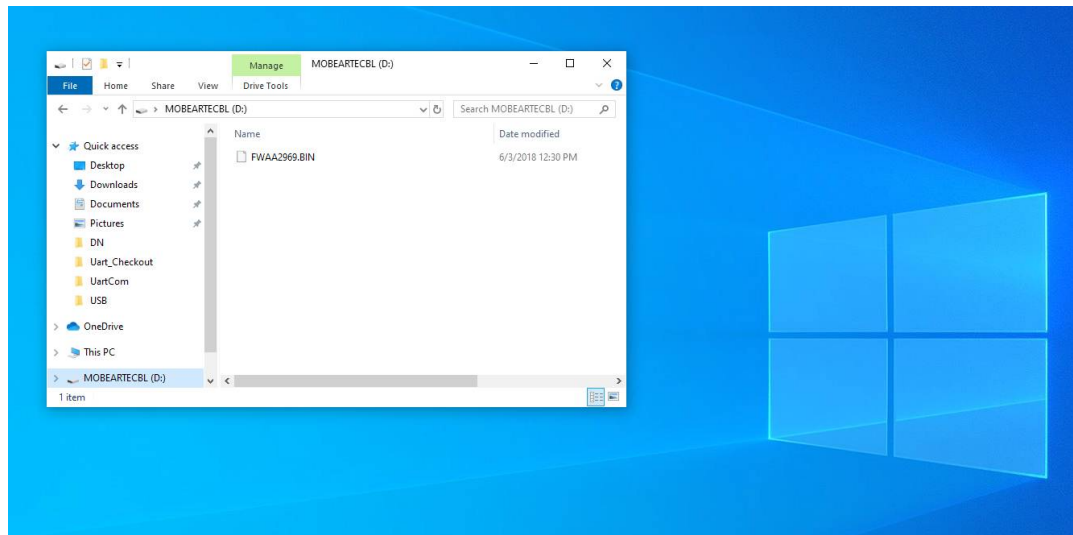 Manage MOBEARTECBL (D:)
File Home Share View Drive Tools
MOBEARTECBL (D:) Search MOBEARTECBL (D:)
Name Date modified
Quick access
FWAA2969.BIN 6/3/2018 12:30 PM
Desktop
Downloads
Documents
Pictures
DN
Uart_Checkout
UartCom
USB
OneDrive
This PC
MOBEARTECBL (D:)
1 item